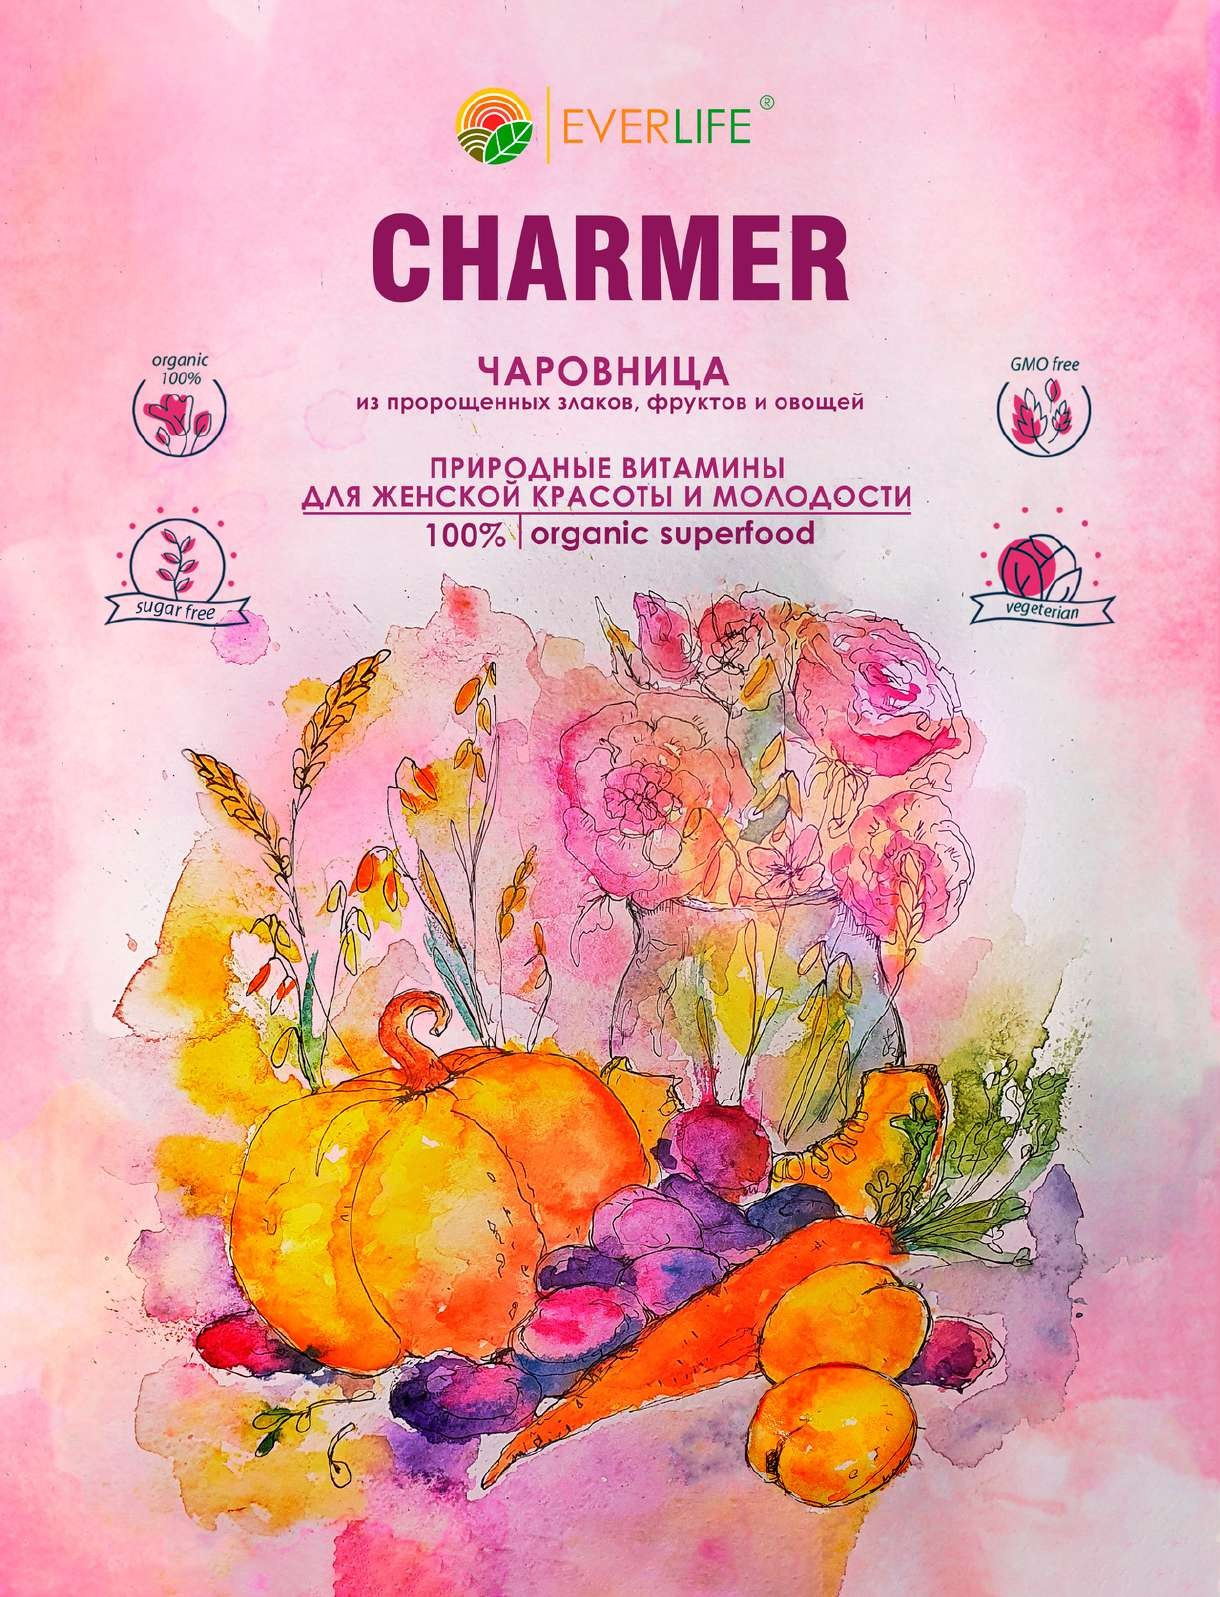 EVERLIFE®
CHARMER
organic
100%
GMO free
ЧАРОВНИЦА
из пророщенных злаков, фруктов и овощей
ПРИРОДНЫЕ ВИТАМИНЫ
ДЛЯ ЖЕНСКОЙ КРАСОТЫ И МОЛОДОСТИ
100% | organic superfood
sugar free
vegeterian